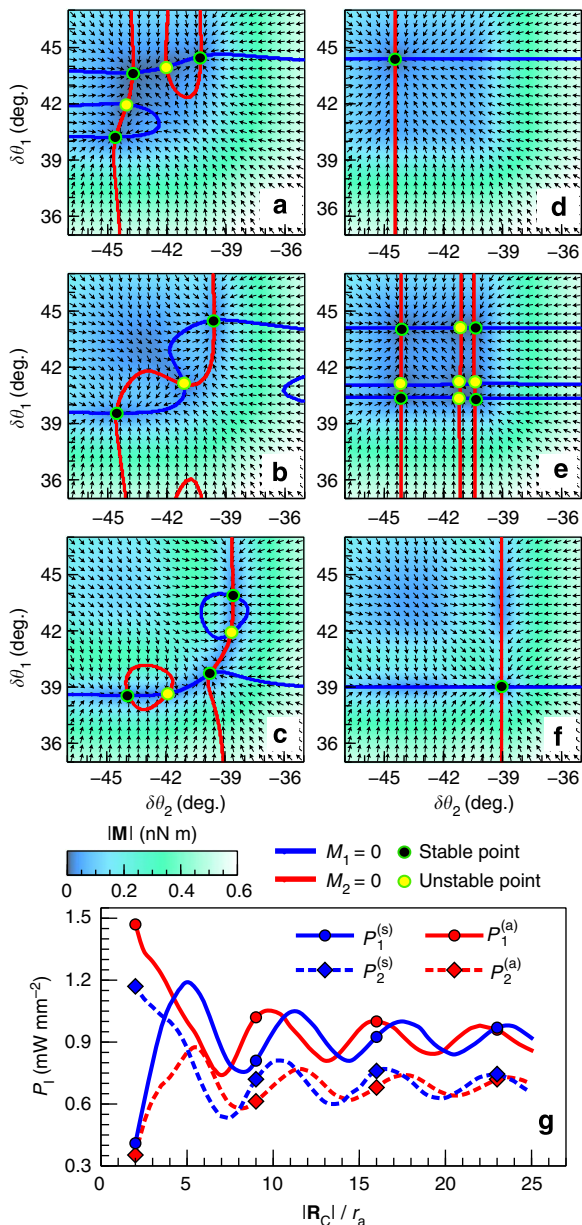 δθ1 (deg.)
44
42
39
36
a
−45 −42 −39 −36
44
42
39
36
d
−45 −42 −39 −36
δθ1 (deg.)
45
42
39
36
b
−45 −42 −39 −36
45
42
39
36
e
−45 −42 −39 −36
δθ1 (deg.)
45
42
39
36
c
−45 −42 −39 −36
δθ2 (deg.)
45
42
39
36
f
−45 −42 −39 −36
δθ2 (deg.)
|M| (nN m)
0 0.2 0.4 0.6
M1 = 0
Stable point
M2 = 0
Unstable point
PI (mW mm−2)
1.5
1.2
0.9
0.6
0.3
P1(s)
P1(a)
P2(s)
P2(a)
g
0 5 10 15 20 25
|RC| / ra